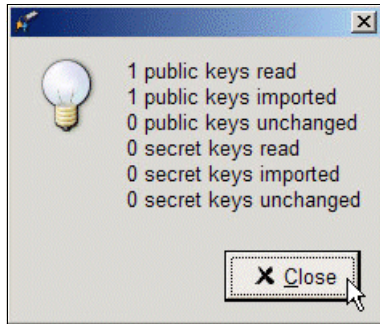 1 public keys read
1 public keys imported
0 public keys unchanged
0 secret keys read
0 secret keys imported
0 secret keys unchanged
Close